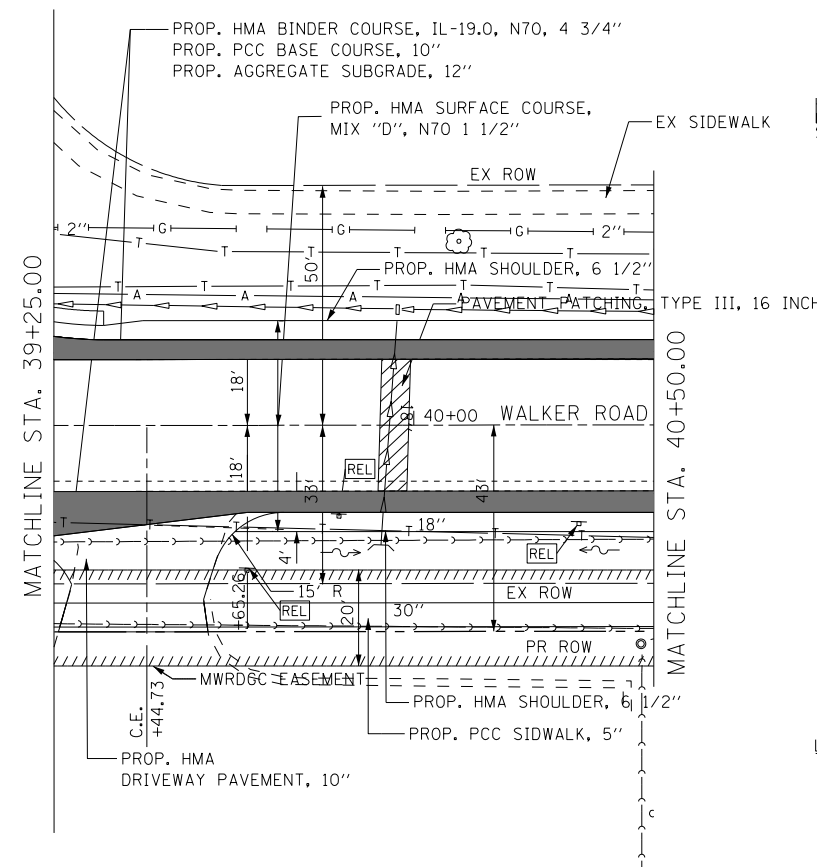 PROP. HMA BINDER COURSE, IL-19.0, N70, 4 3/4"
PROP. PCC BASE COURSE, 10"
PROP. AGGREGATE SUBGRADE, 12"
PROP. HMA SURFACE COURSE,
MIX "D", N70 1 1/2"
EX SIDEWALK
EX ROW
2" G G G 2"
T T T T T
50'
PROP. HMA SHOULDER, 6 1/2"
T T T T T
A A A A A
PAVEMENT PATCHING, TYPE III, 16 INCH
MATCHLINE STA. 39+25.00
MATCHLINE STA. 40+50.00
18'
40+00 WALKER ROAD
18'
REL
33'
43'
T T T T T
18"
4'
REL
15' R
EX ROW
+65.26
REL
20'
30"
PR ROW
MWRDGC EASEMENT
C.E.
+44.73
PROP. HMA SHOULDER, 6 1/2"
PROP. PCC SIDWALK, 5"
PROP. HMA
DRIVEWAY PAVEMENT, 10"